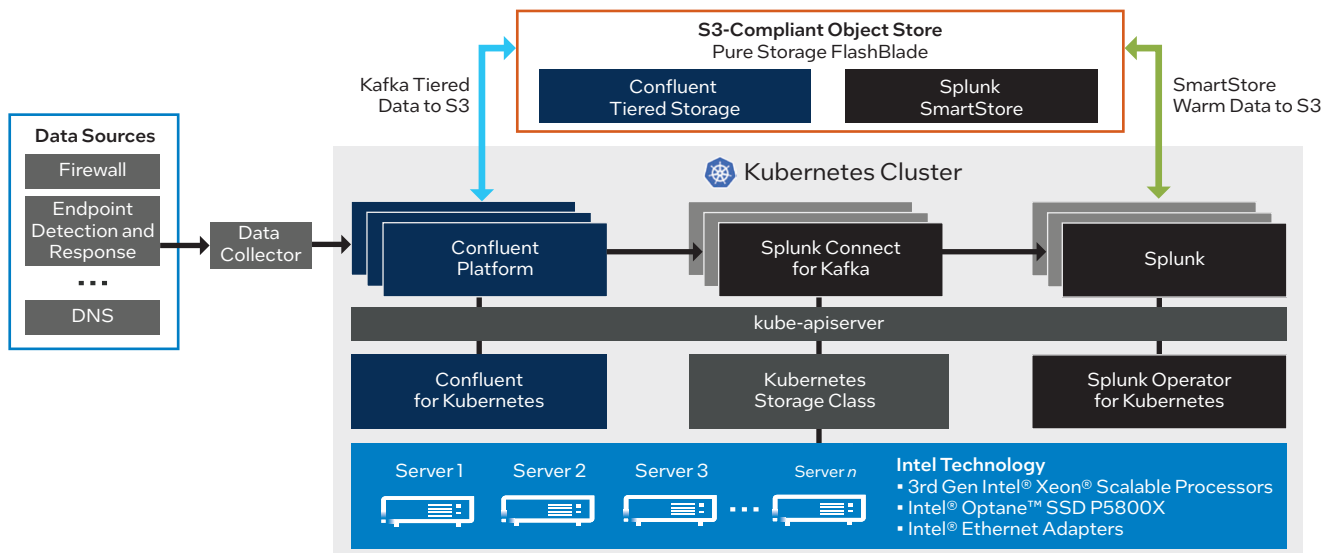 S3-Compliant Object Store
Pure Storage FlashBlade
Confluent
Tiered Storage
Splunk
SmartStore
Kafka Tiered
Data to S3
SmartStore
Warm Data to S3
Data Sources
Firewall
Endpoint
Detection and
Response
...
DNS
Data
Collector
Kubernetes Cluster
Confluent
Platform
Splunk Connect
for Kafka
Splunk
kube-apiserver
Confluent
for Kubernetes
Kubernetes
Storage Class
Splunk Operator
for Kubernetes
Server 1
Server 2
Server 3
...
Server n
Intel Technology
▪ 3rd Gen Intel® Xeon® Scalable Processors
▪ Intel® Optane™ SSD P5800X
▪ Intel® Ethernet Adapters